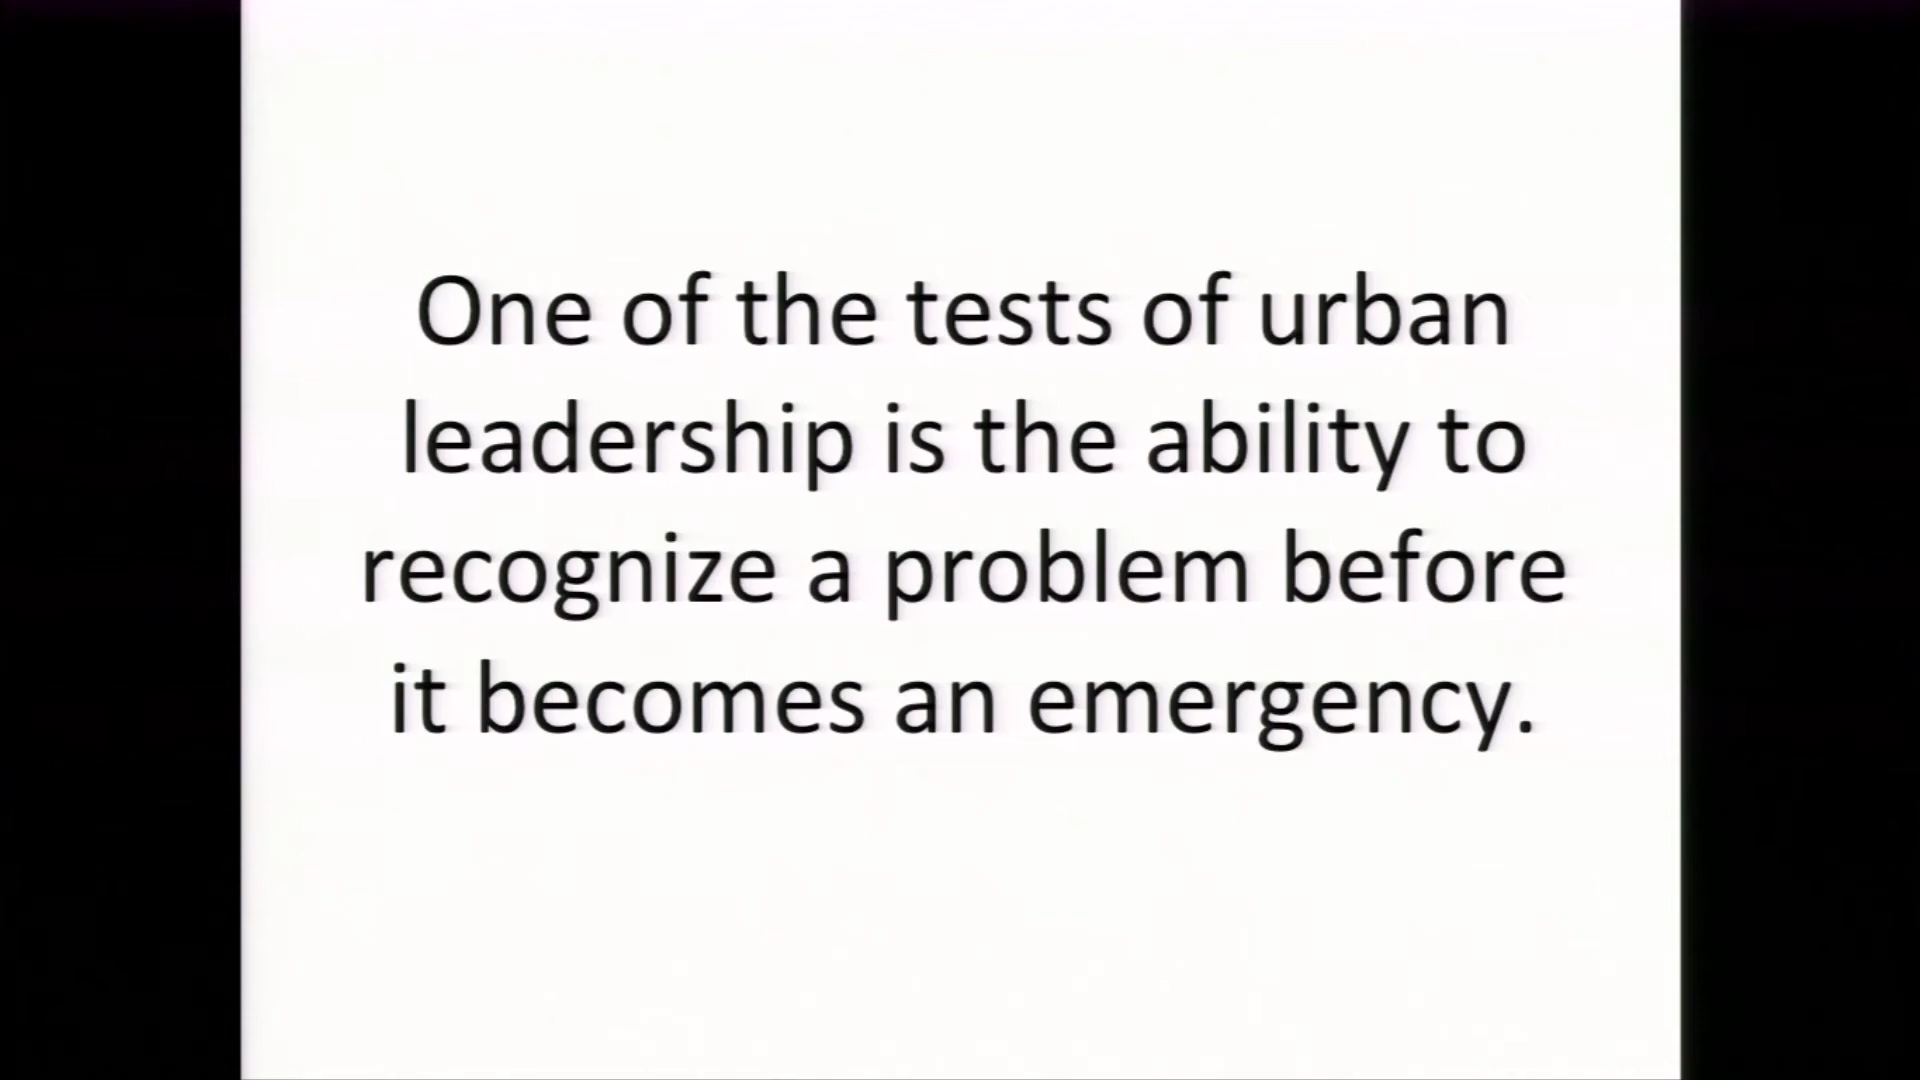 One of the tests of urban
leadership is the ability to
recognize a problem before
it becomes an emergency.